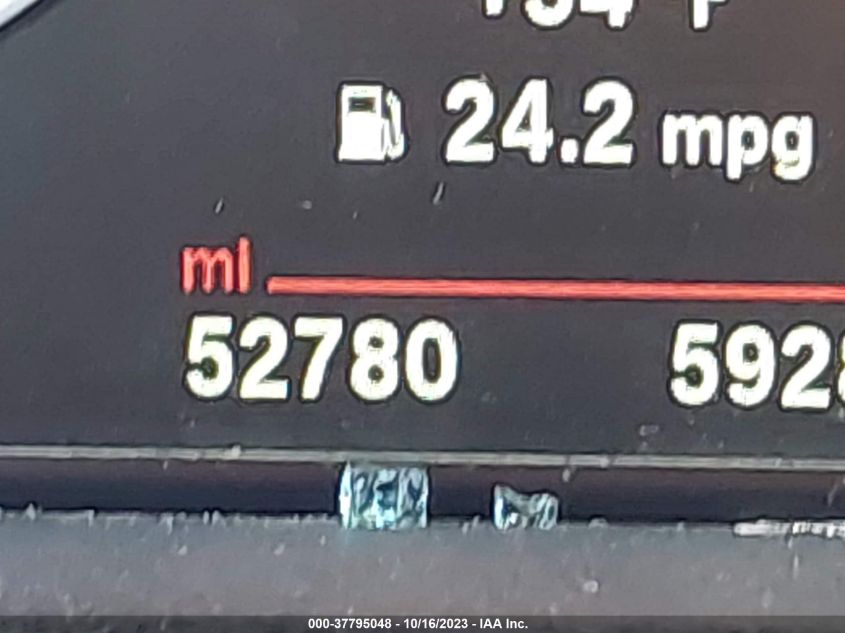 24.2 mpg
ml
52780
000-37795048 - 10/16/2023 - IAA Inc.